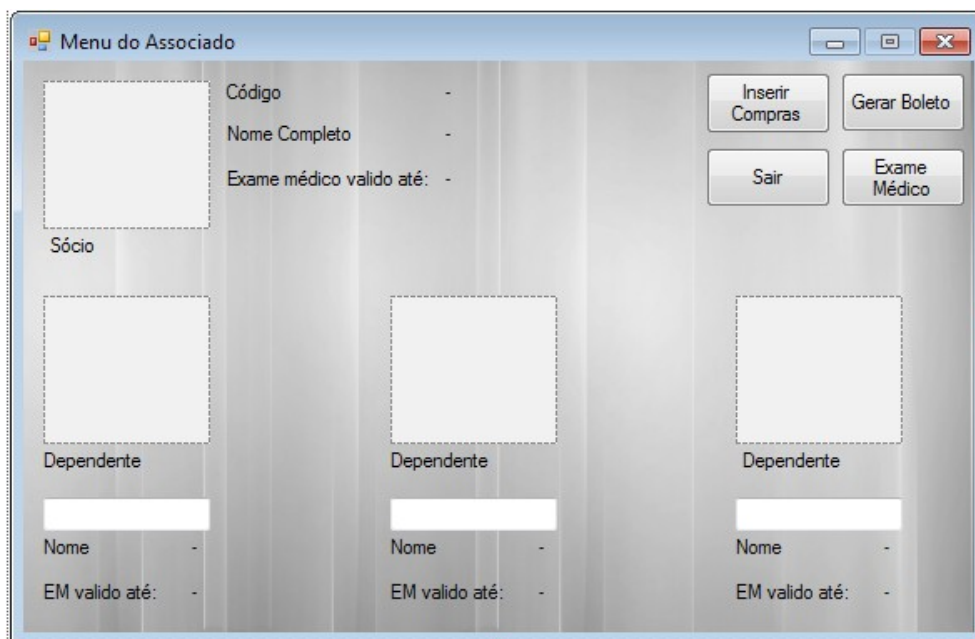 Menu do Associado
Código -
Nome Completo -
Exame médico valido até: -
Inserir
Compras
Gerar Boleto
Sair
Exame
Médico
Sócio
Dependente Dependente Dependente
Nome - Nome - Nome -
EM valido até: - EM valido até: - EM valido até: -